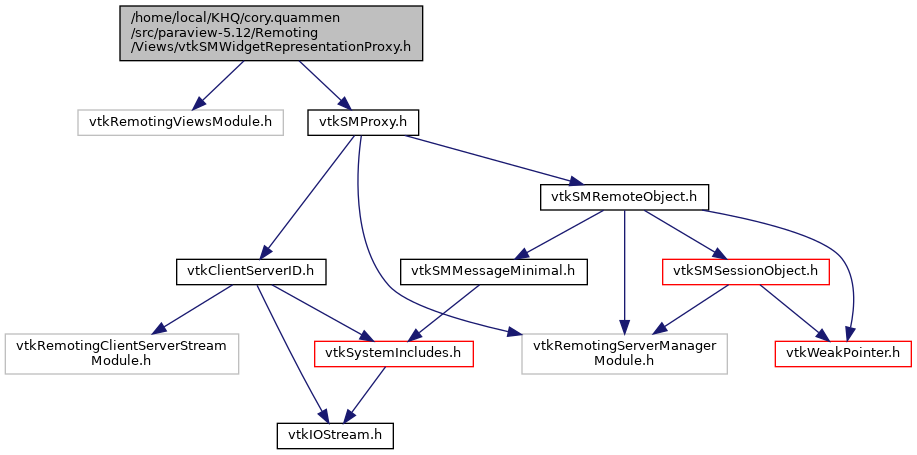 /home/local/KHQ/cory.quammen
/src/paraview-5.12/Remoting
/Views/vtkSMWidgetRepresentationProxy.h
vtkRemotingViewsModule.h
vtkSMProxy.h
vtkSMRemoteObject.h
vtkClientServerID.h
vtkSMMessageMinimal.h
vtkSMSessionObject.h
vtkRemotingClientServerStream
Module.h
vtkSystemIncludes.h
vtkRemotingServerManager
Module.h
vtkWeakPointer.h
vtkIOStream.h